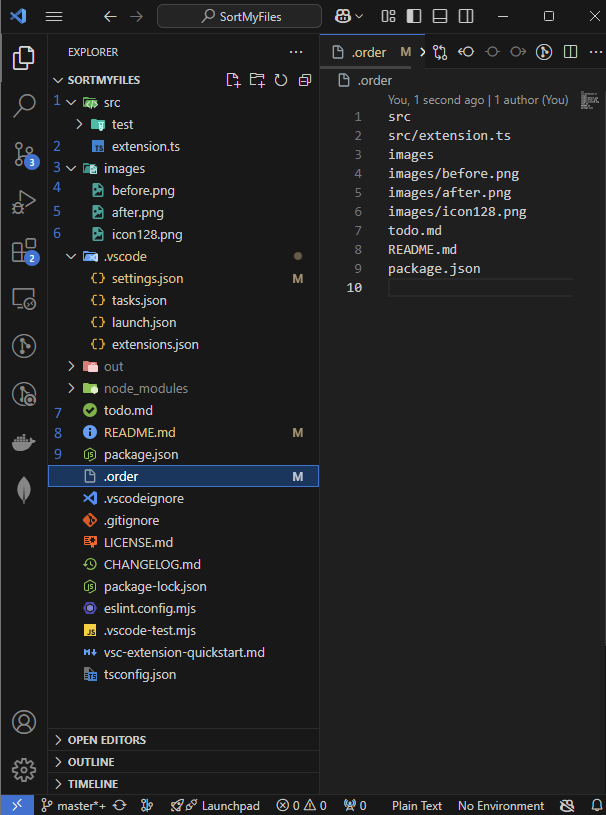 SortMyFiles
EXPLORER
SORTMYFILES
1 src
test
2 TS extension.ts
3 images
4 before.png
5 after.png
6 icon128.png
.vscode
{} settings.json M
{} tasks.json
{} launch.json
{} extensions.json
out
node_modules
7 todo.md
8 README.md M
9 package.json
.order M
.vscodeignore
.gitignore
LICENSE.md
CHANGELOG.md
package-lock.json
eslint.config.mjs
JS .vscode-test.mjs
vsc-extension-quickstart.md
tsconfig.json
OPEN EDITORS
OUTLINE
TIMELINE
3
2
.order M
.order
You, 1 second ago | 1 author (You)
1 src
2 src/extension.ts
3 images
4 images/before.png
5 images/after.png
6 images/icon128.png
7 todo.md
8 README.md
9 package.json
10
master*+ Launchpad 0 0 0 Plain Text No Environment